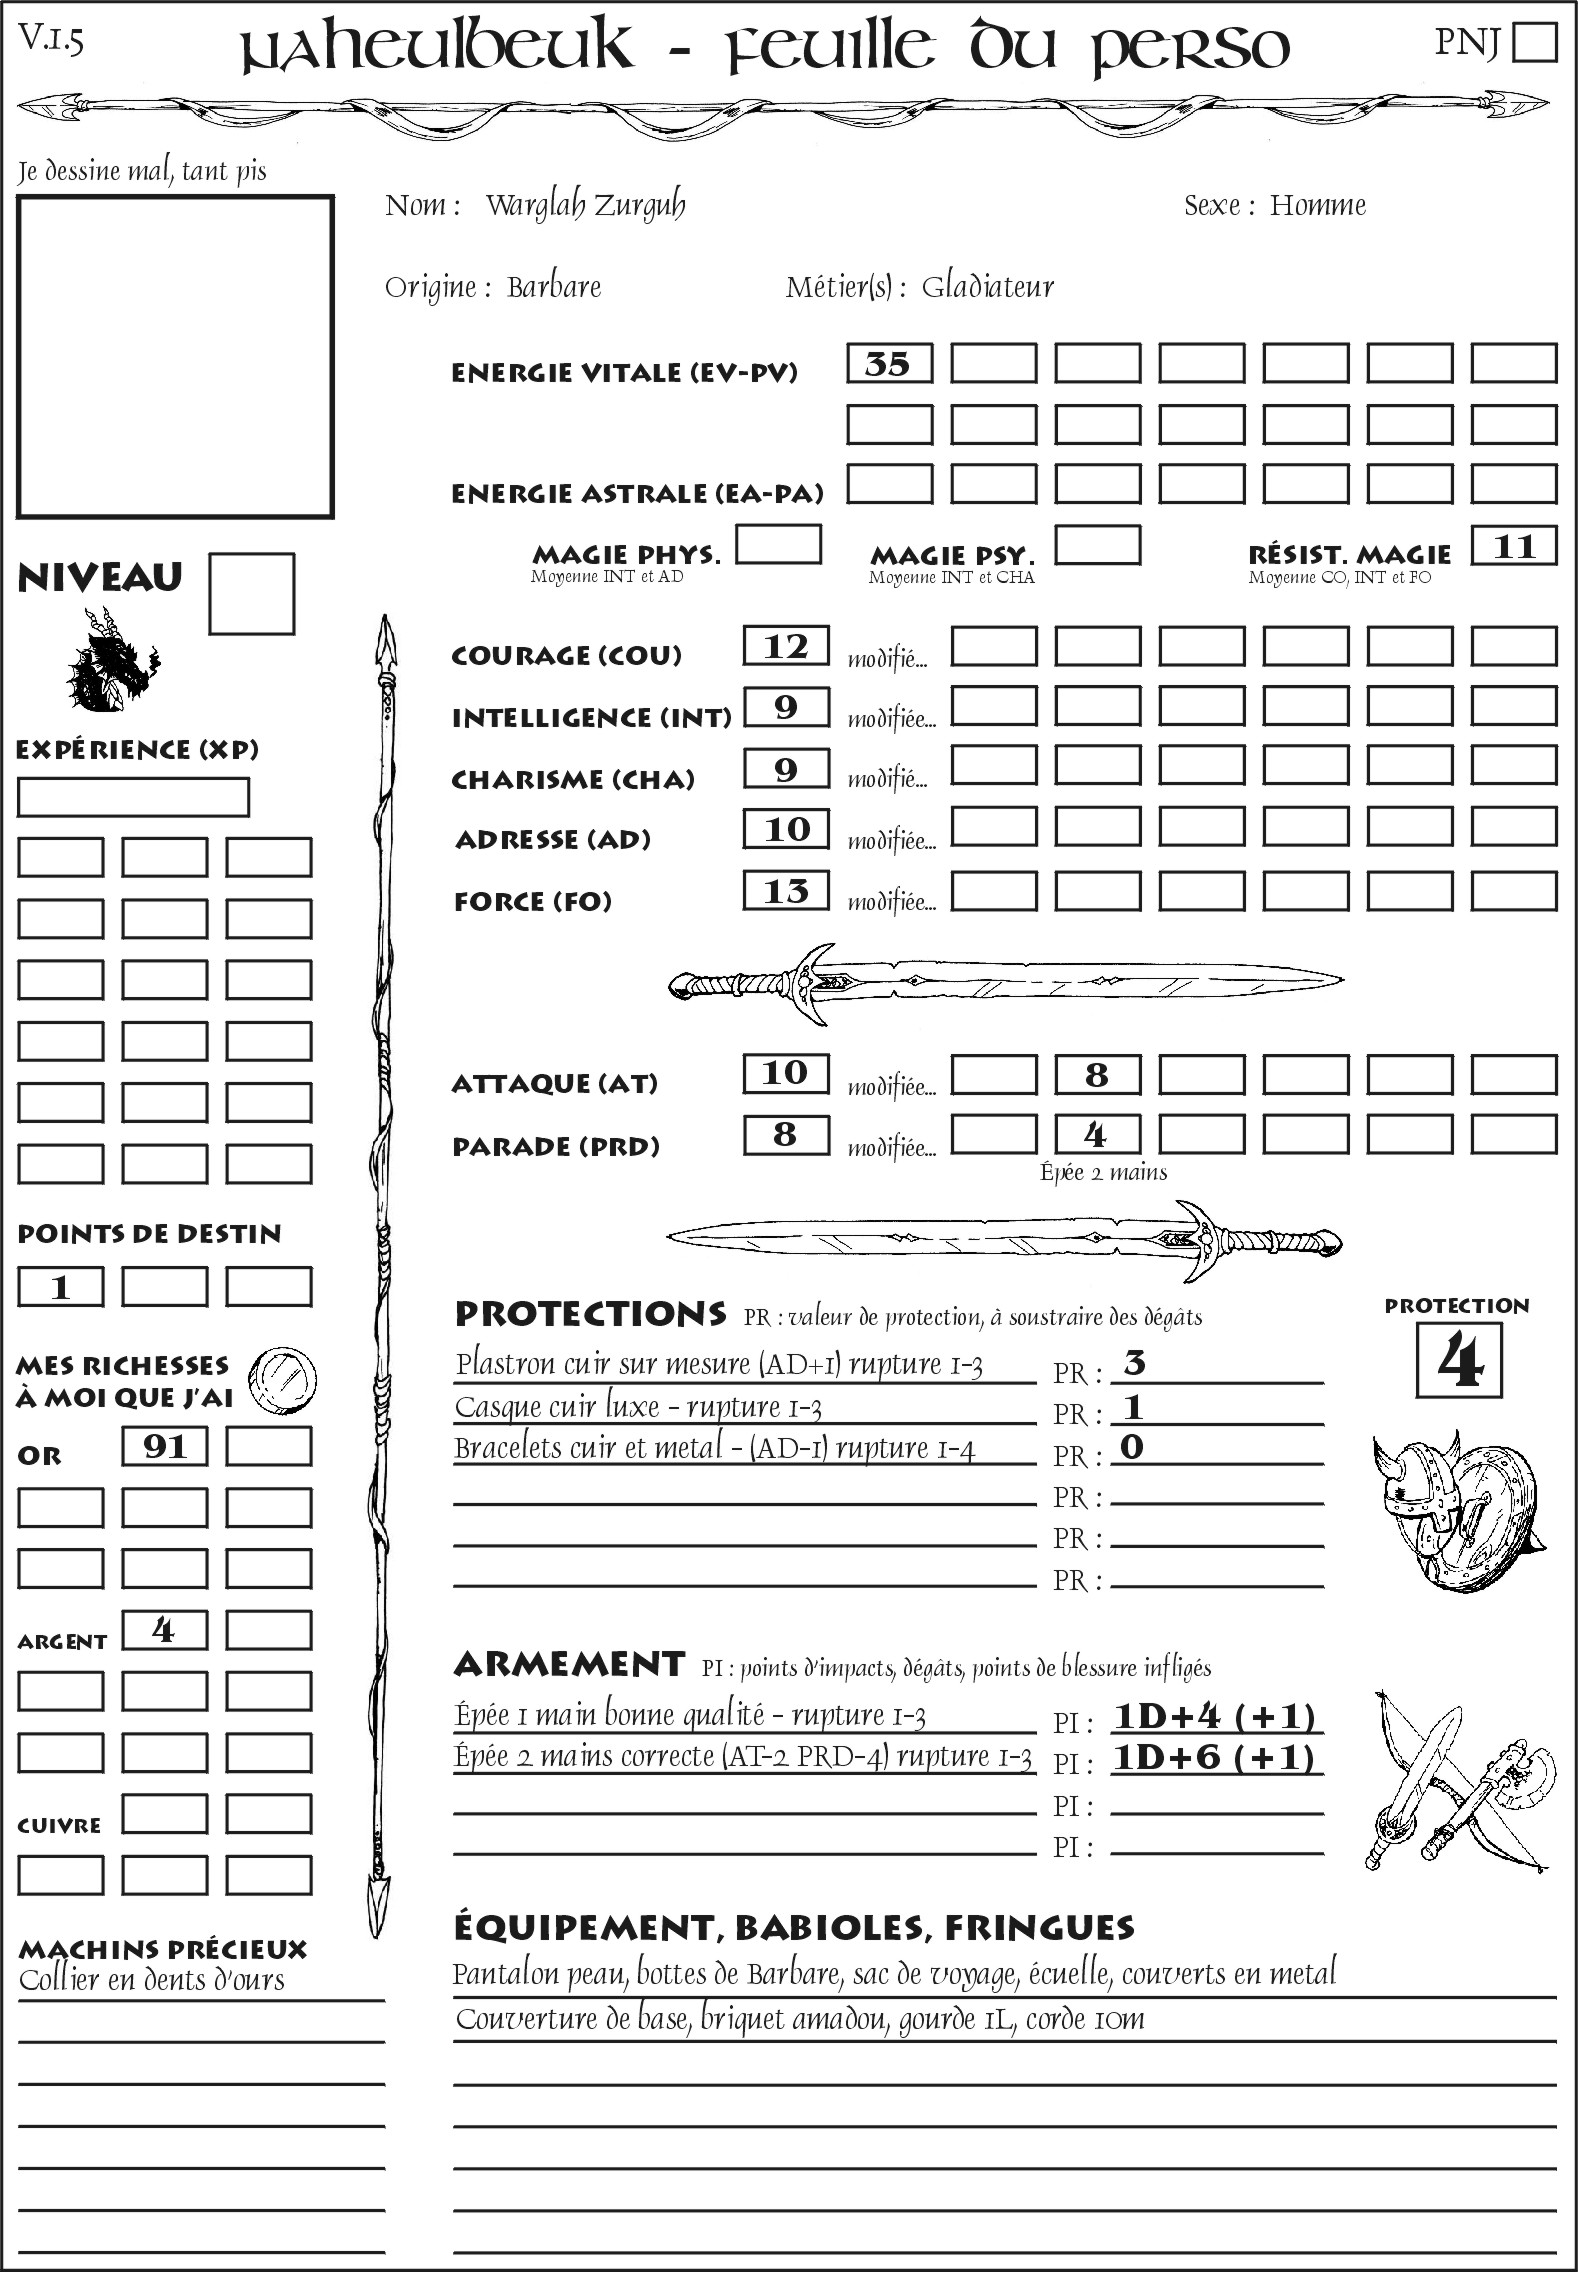 V.1.5 NAHEULBEUK - FEUILLE DU PERSO PNJ
Je dessine mal, tant pis
Nom : Warglah Zurguh Sexe : Homme
Origine : Barbare Métier(s) : Gladiateur
ENERGIE VITALE (EV-PV) 35
ENERGIE ASTRALE (EA-PA)
MAGIE PHYS. MAGIE PSY. RÉSIST. MAGIE 11
Moyenne INT et AD Moyenne INT et CHA Moyenne CO, INT et FO
NIVEAU
COURAGE (COU) 12 modifié...
INTELLIGENCE (INT) 9 modifiée...
CHARISME (CHA) 9 modifié...
ADRESSE (AD) 10 modifiée...
FORCE (FO) 13 modifiée...
EXPÉRIENCE (XP)
ATTAQUE (AT) 10 modifiée... 8
PARADE (PRD) 8 modifiée... 4
Épée 2 mains
POINTS DE DESTIN
1
MES RICHESSES
À MOI QUE J'AI
OR 91
ARGENT 4
CUIVRE
MACHINS PRÉCIEUX
Collier en dents d'ours
PROTECTIONS PR : valeur de protection, à soustraire des dégâts
PROTECTION
4
Plastron cuir sur mesure (AD+1) rupture 1-3 PR : 3
Casque cuir luxe - rupture 1-3 PR : 1
Bracelets cuir et metal - (AD-1) rupture 1-4 PR : 0
PR :
PR :
PR :
ARMEMENT PI : points d'impacts, dégâts, points de blessure infligés
Épée 1 main bonne qualité - rupture 1-3 PI : 1D+4 (+1)
Épée 2 mains correcte (AT-2 PRD-4) rupture 1-3 PI : 1D+6 (+1)
PI :
PI :
ÉQUIPEMENT, BABIOLES, FRINGUES
Pantalon peau, bottes de Barbare, sac de voyage, écuelle, couverts en metal
Couverture de base, briquet amadou, gourde 1L, corde 10m